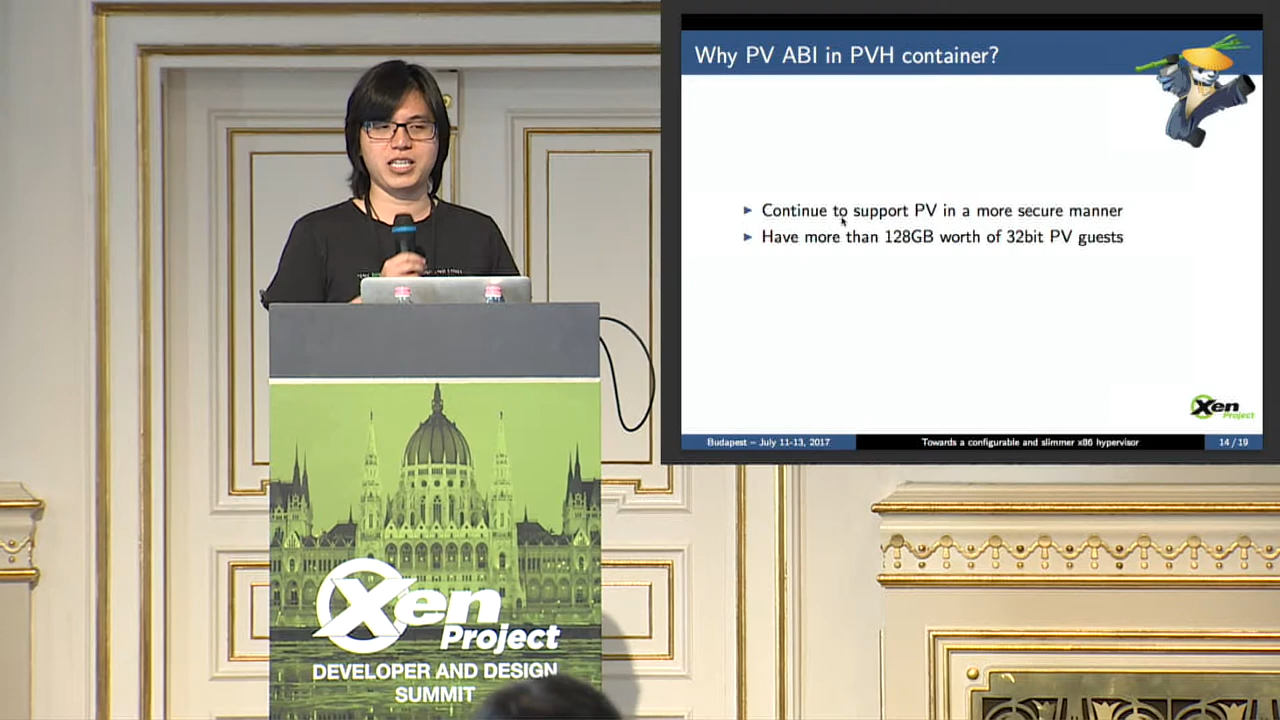 Why PV ABI in PVH container?
► Continue to support PV in a more secure manner
► Have more than 128GB worth of 32bit PV guests
Xen
Project
Budapest – July 11-13, 2017
Towards a configurable and slimmer x86 hypervisor
14 / 19
Xen
Project
DEVELOPER AND DESIGN
SUMMIT